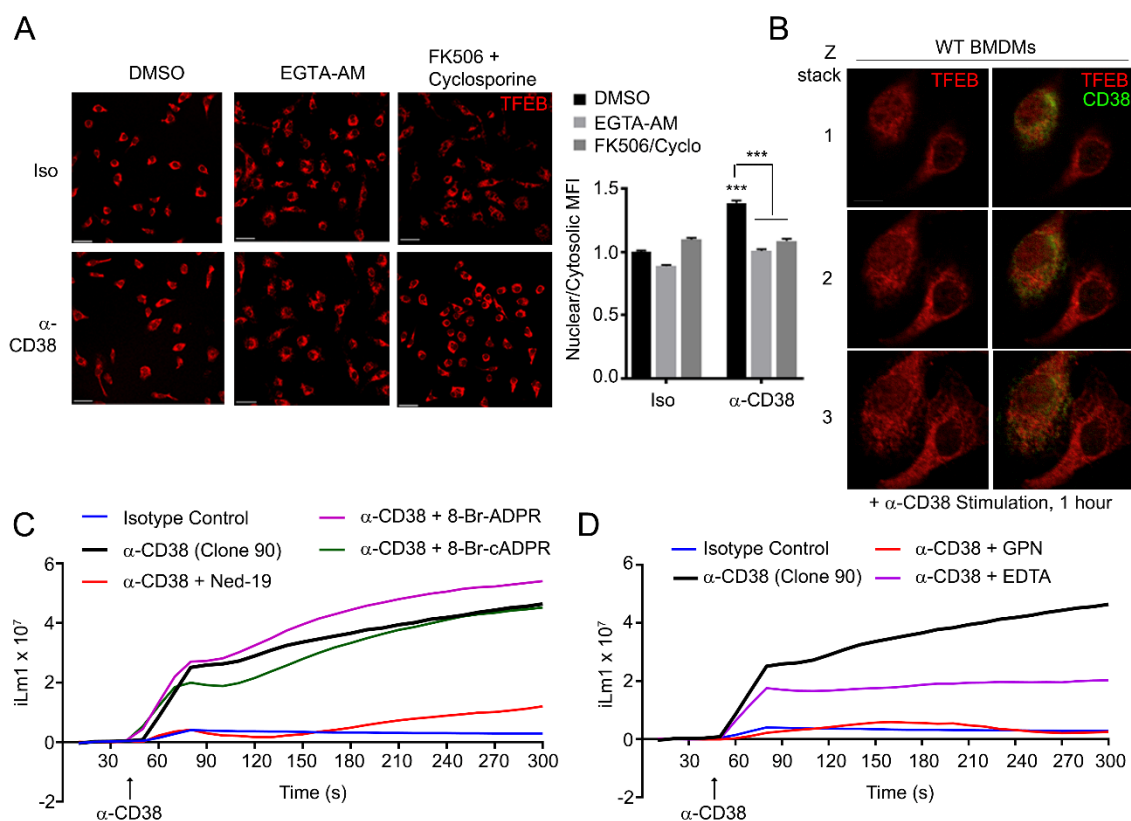 A
DMSO
EGTA-AM
FK506 +
Cyclosporine
TFEB
Iso
α-
CD38
DMSO
EGTA-AM
FK506/Cyclo
Nuclear/Cytosolic MFI
1.5
1.0
0.5
0.0
***
***
Iso
α-CD38
B
Z
stack
WT BMDMs
TFEB
TFEB
CD38
1
2
3
+ α-CD38 Stimulation, 1 hour
C
Isotype Control
α-CD38 (Clone 90)
α-CD38 + Ned-19
α-CD38 + 8-Br-ADPR
α-CD38 + 8-Br-cADPR
iLm1 x 10⁷
6
4
2
0
-2
30 60 90 120 150 180 210 240 270 300
Time (s)
α-CD38
D
Isotype Control
α-CD38 (Clone 90)
α-CD38 + GPN
α-CD38 + EDTA
iLm1 x 10⁷
6
4
2
0
-2
30 60 90 120 150 180 210 240 270 300
Time (s)
α-CD38